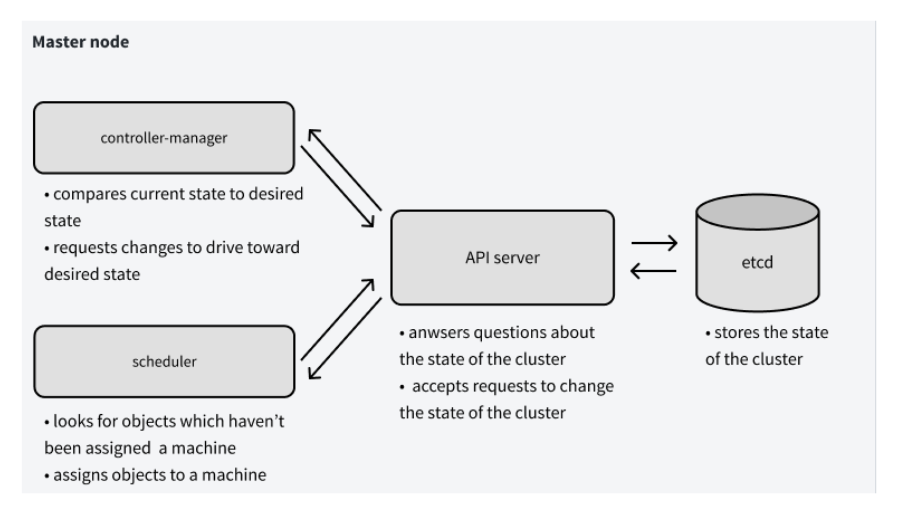 Master node
controller-manager
• compares current state to desired
state
• requests changes to drive toward
desired state
scheduler
• looks for objects which haven't
been assigned a machine
• assigns objects to a machine
API server
• anwsers questions about
the state of the cluster
• accepts requests to change
the state of the cluster
etcd
• stores the state
of the cluster